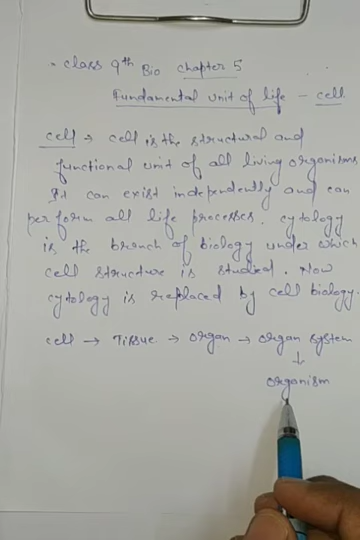 • class 9th Bio chapter 5
Fundamental unit of life - cell
cell → cell is the structural and
functional unit of all living organisms
It can exist independently and can
perform all life processes. cytology
is the branch of biology under which
cell structure is studied. Now
cytology is replaced by cell biology.
cell → Tissue → organ → organ system
↓
organism